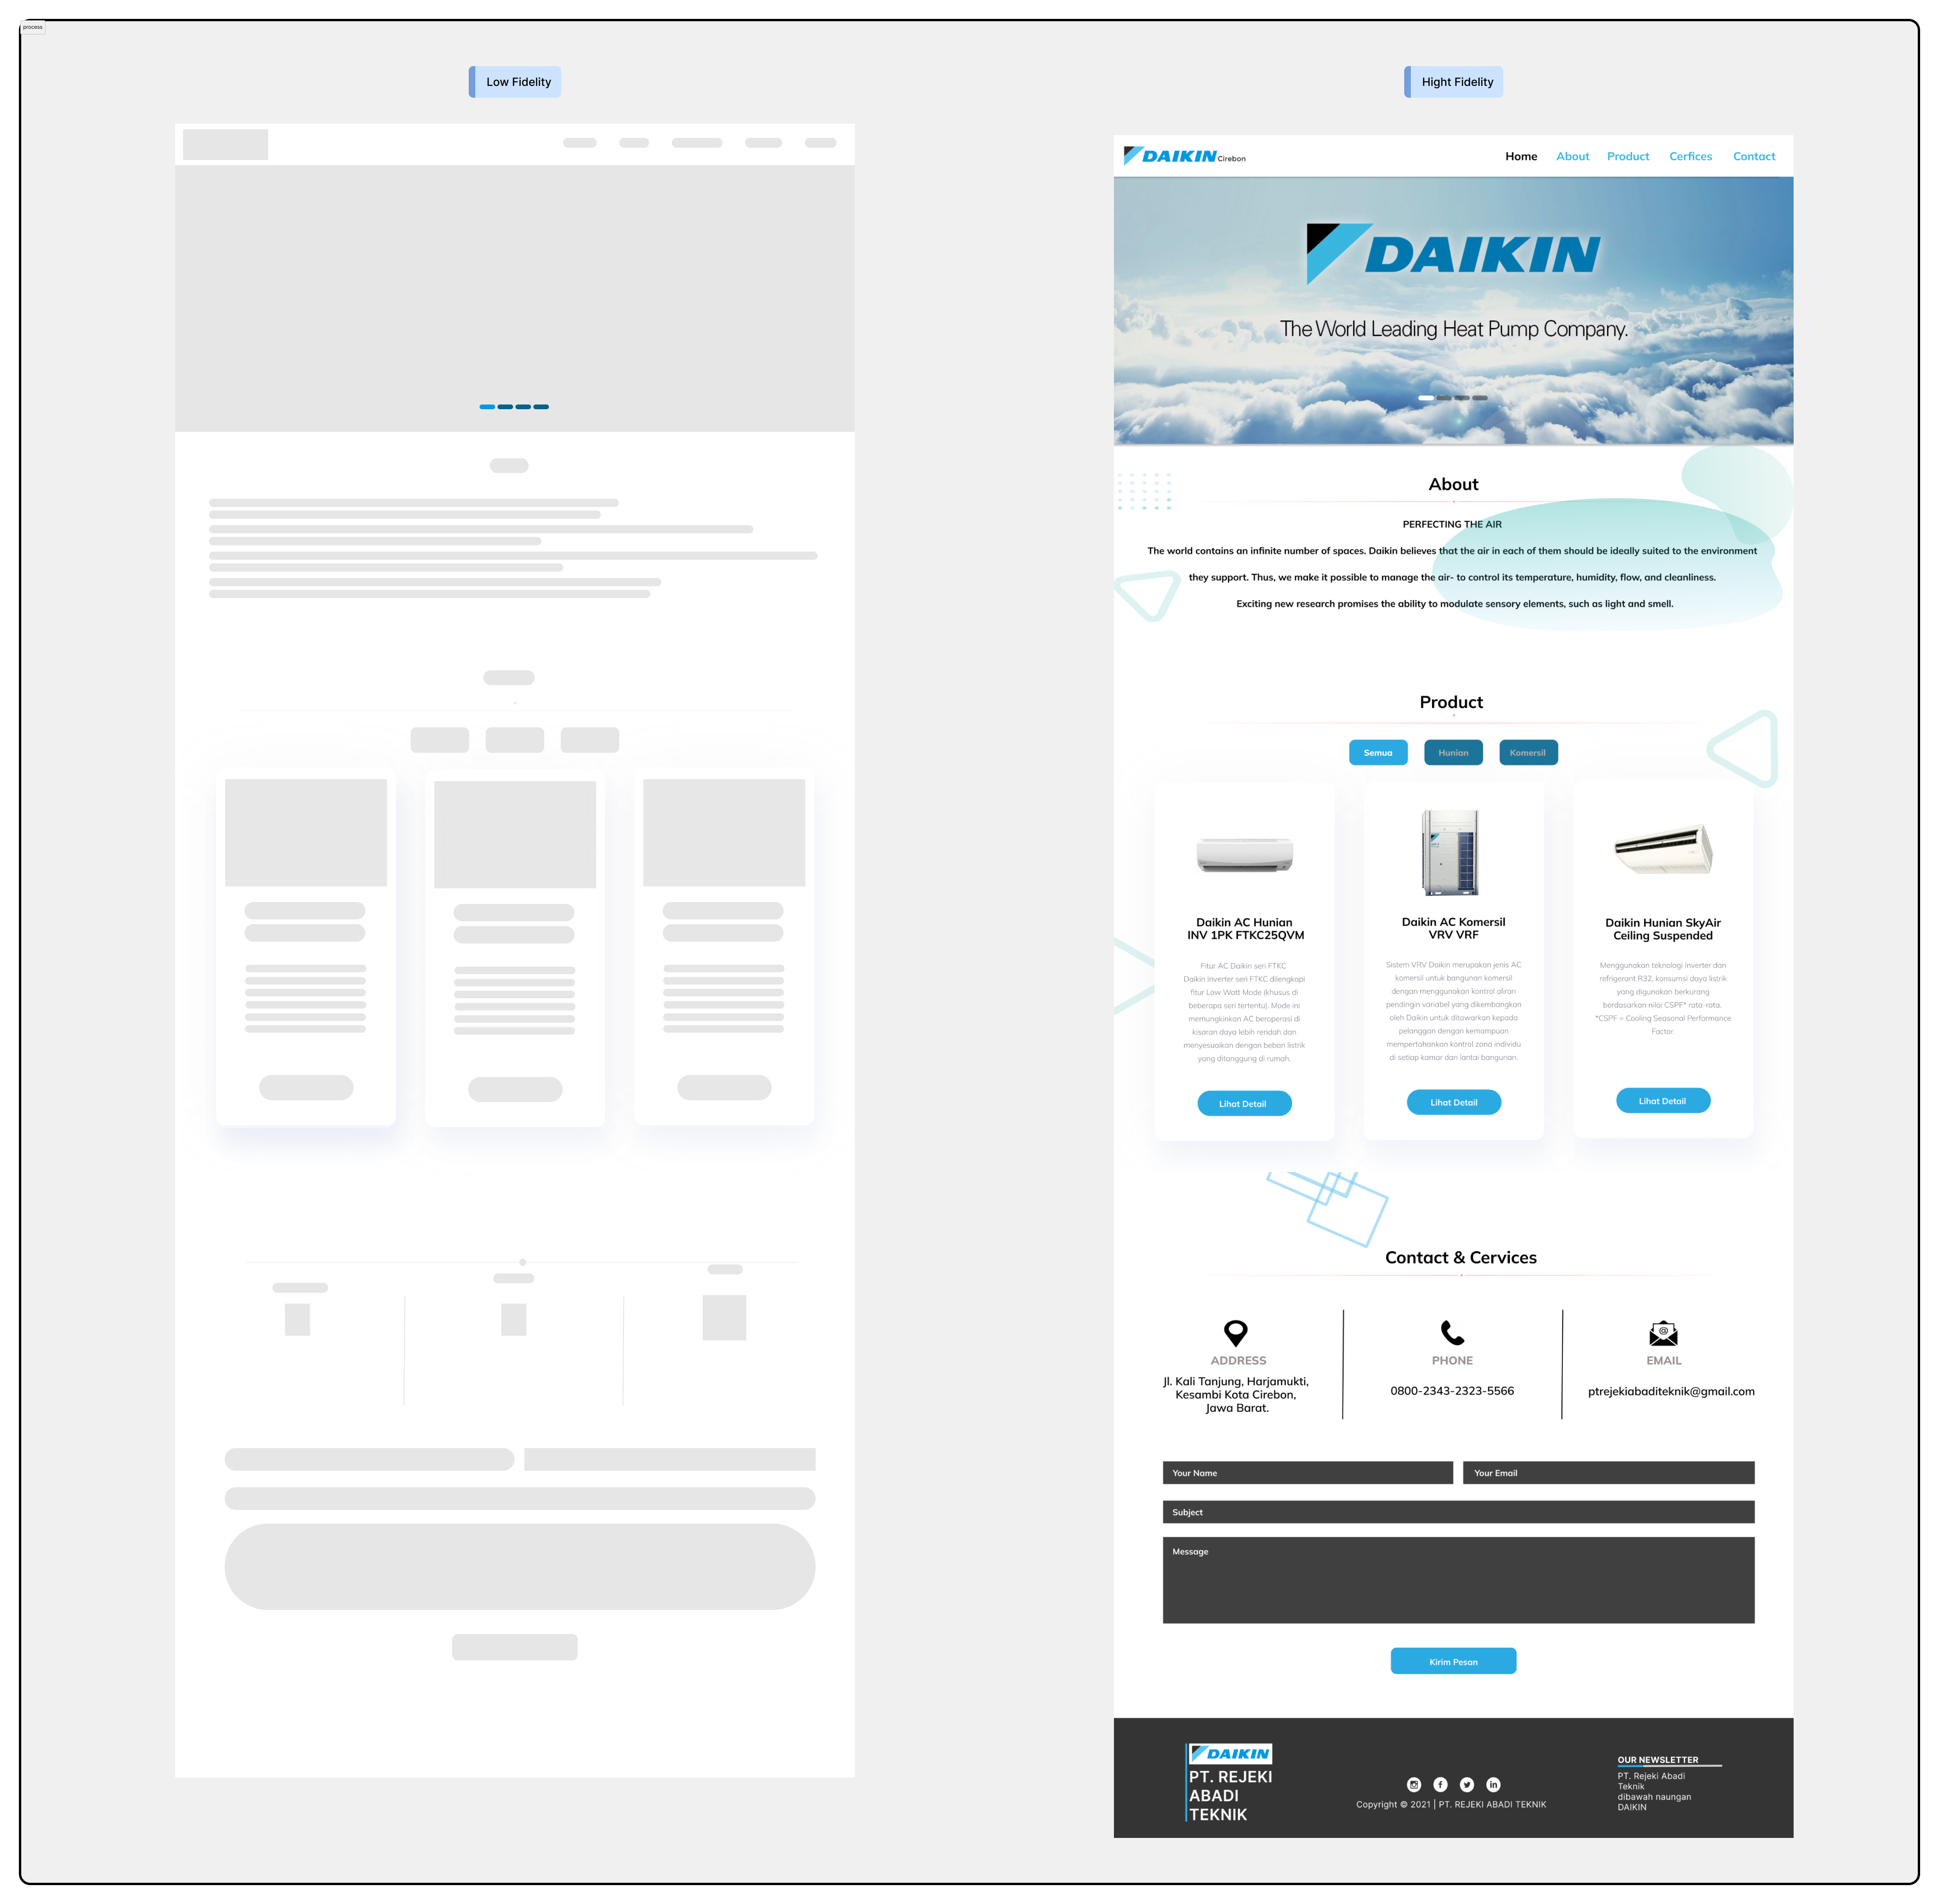 process
Low Fidelity
Hight Fidelity
DAIKIN Cirebon
Home About Product Cerfices Contact
DAIKIN
The World Leading Heat Pump Company.
About
PERFECTING THE AIR
The world contains an infinite number of spaces. Daikin believes that the air in each of them should be ideally suited to the environment
they support. Thus, we make it possible to manage the air- to control its temperature, humidity, flow, and cleanliness.
Exciting new research promises the ability to modulate sensory elements, such as light and smell.
Product
Semua
Hunian
Komersil
Daikin AC Hunian
INV 1PK FTKC25QVM
Fitur AC Daikin seri FTKC
Daikin Inverter seri FTKC dilengkapi
fitur Low Watt Mode (khusus di
beberapa seri tertentu). Mode ini
memungkinkan AC beroperasi di
kisaran daya lebih rendah dan
menyesuaikan dengan beban listrik
yang ditanggung di rumah.
Lihat Detail
Daikin AC Komersil
VRV VRF
Sistem VRV Daikin merupakan jenis AC
komersil untuk bangunan komersil
dengan menggunakan kontrol aliran
pendingin variabel yang dikembangkan
oleh Daikin untuk ditawarkan kepada
pelanggan dengan kemampuan
mempertahankan kontrol zona individu
di setiap kamar dan lantai bangunan.
Lihat Detail
Daikin Hunian SkyAir
Ceiling Suspended
Menggunakan teknologi Inverter dan
refrigerant R32, konsumsi daya listrik
yang digunakan berkurang
berdasarkan nilai CSPF* rata-rata.
*CSPF = Cooling Seasonal Performance
Factor.
Lihat Detail
Contact & Cervices
ADDRESS
Jl. Kali Tanjung, Harjamukti,
Kesambi Kota Cirebon,
Jawa Barat.
PHONE
0800-2343-2323-5566
EMAIL
ptrejekiabaditeknik@gmail.com
Your Name
Your Email
Subject
Message
Kirim Pesan
DAIKIN
PT. REJEKI
ABADI
TEKNIK
Copyright © 2021 | PT. REJEKI ABADI TEKNIK
OUR NEWSLETTER
PT. Rejeki Abadi
Teknik
dibawah naungan
DAIKIN